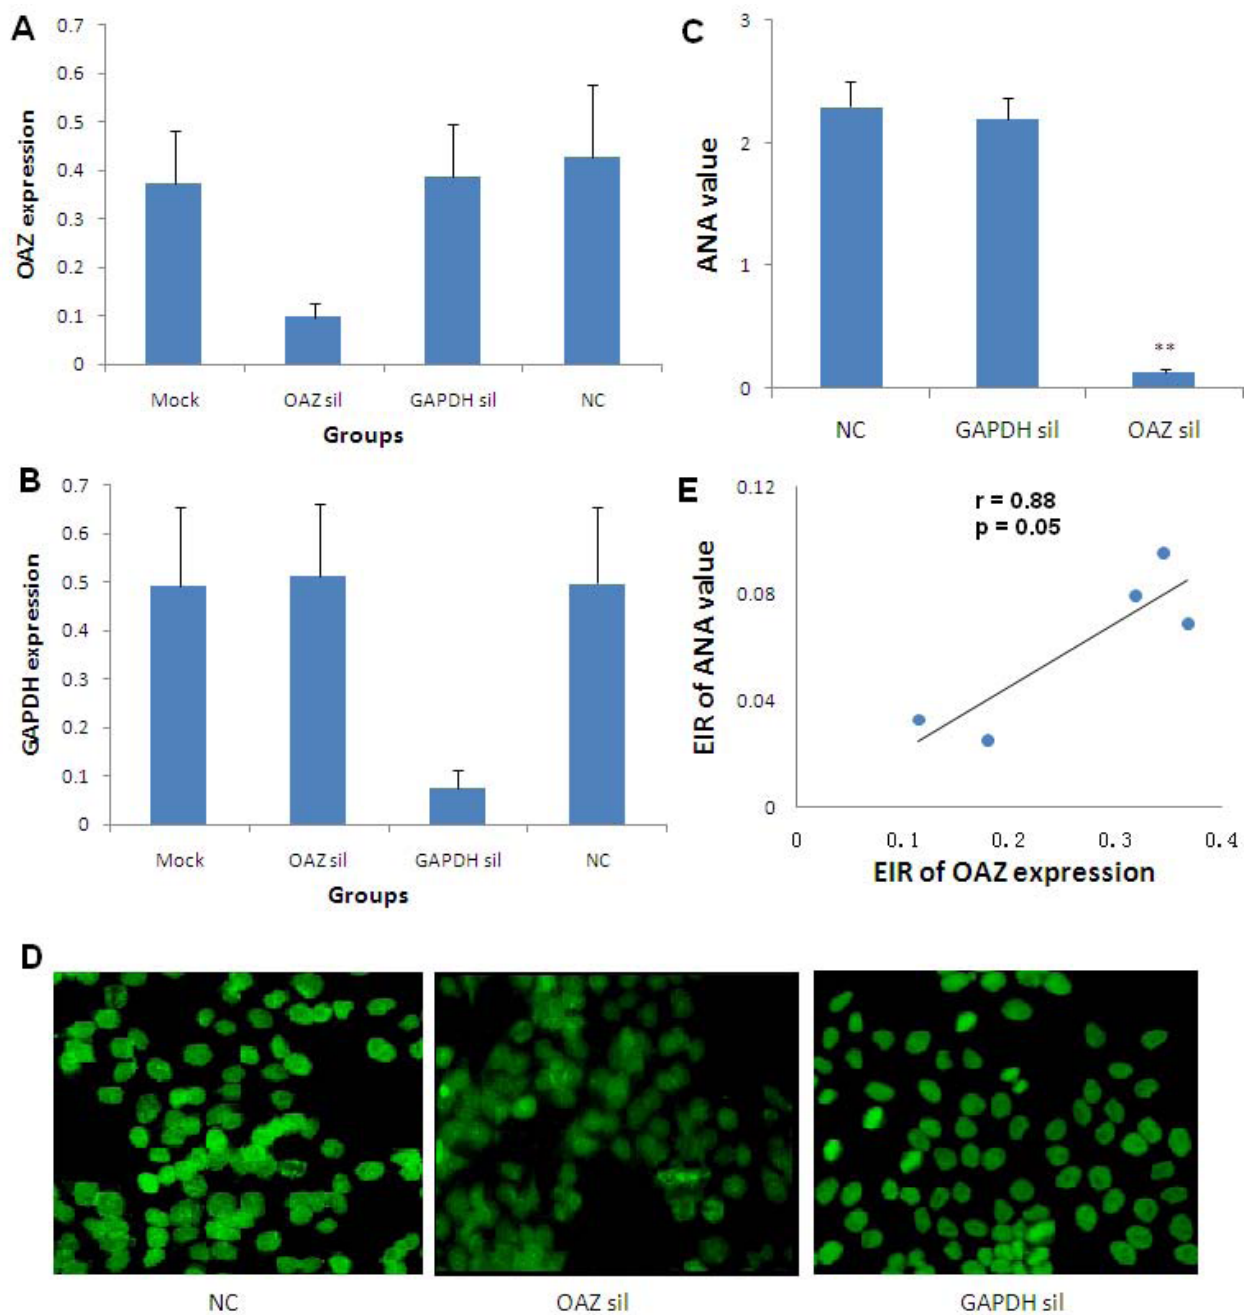 A
0.7
0.6
0.5
0.4
0.3
0.2
0.1
0
OAZ expression
Mock OAZ sil GAPDH sil NC
Groups
C
3
2
1
0
ANA value
**
NC GAPDH sil OAZ sil
B
0.7
0.6
0.5
0.4
0.3
0.2
0.1
0
GAPDH expression
Mock OAZ sil GAPDH sil NC
Groups
E
0.12
0.08
0.04
0
EIR of ANA value
r = 0.88
p = 0.05
0 0.1 0.2 0.3 0.4
EIR of OAZ expression
D
NC OAZ sil GAPDH sil